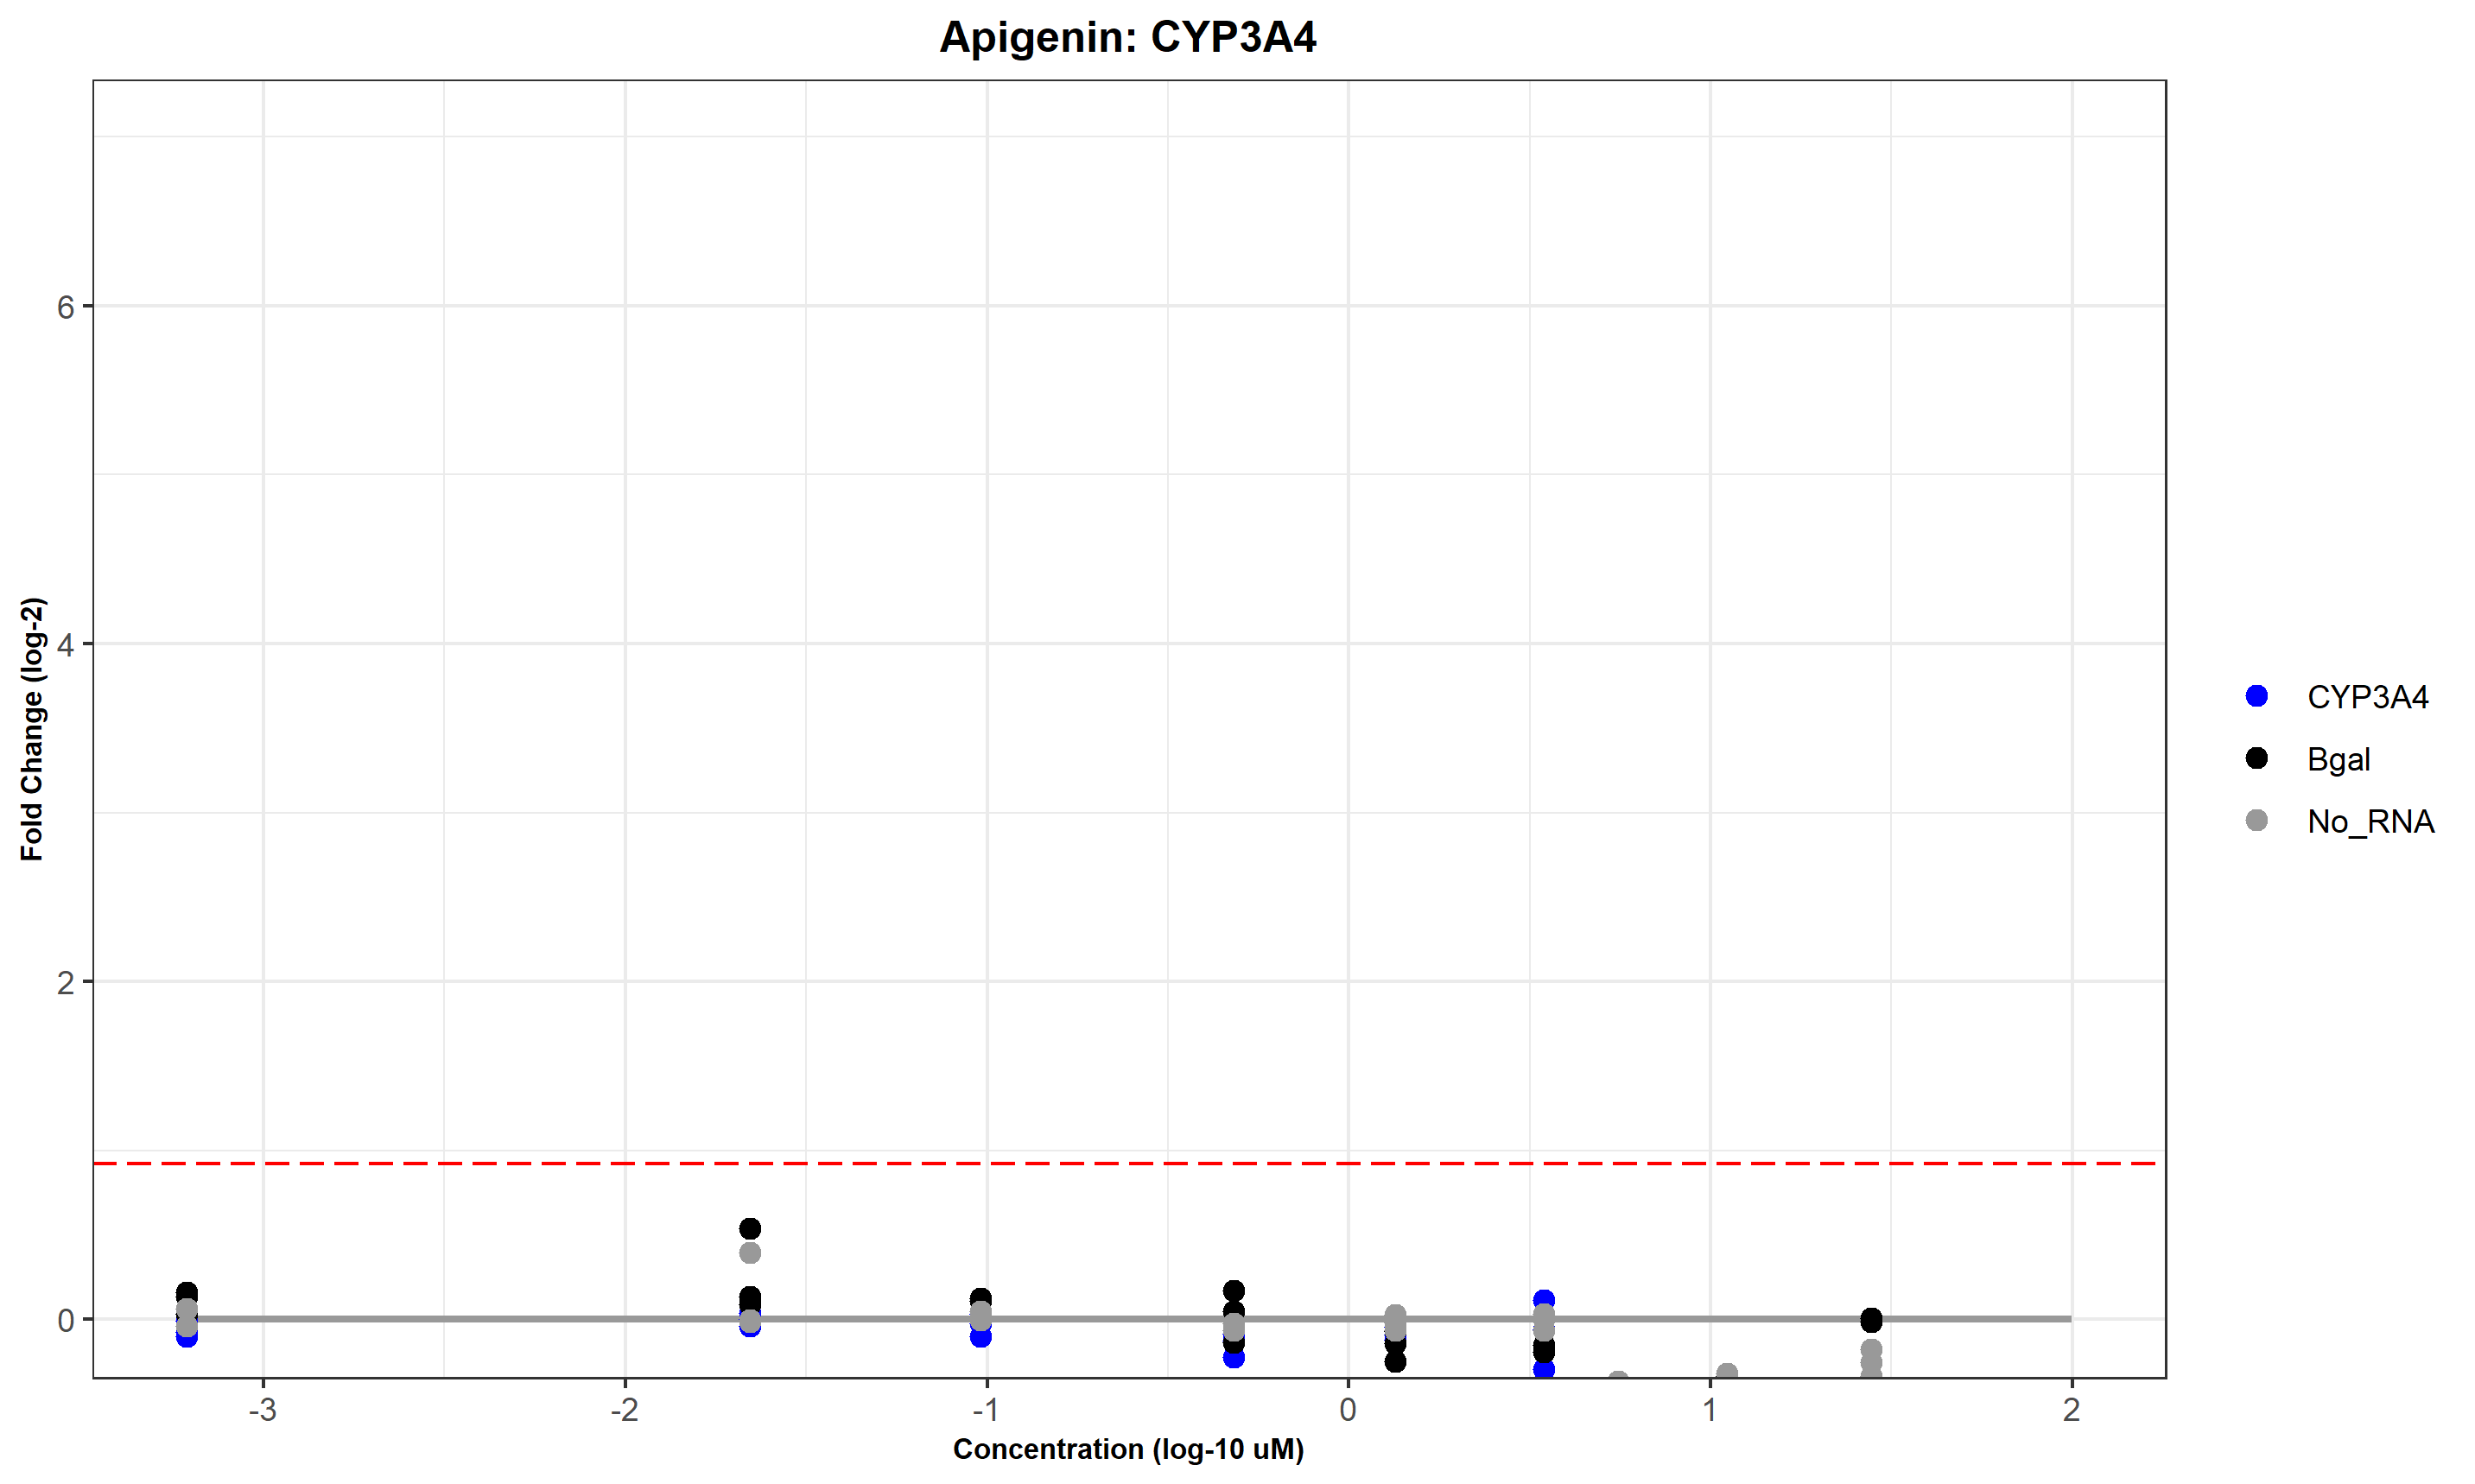 Apigenin: CYP3A4
Fold Change (log-2)
6
4
2
0
-3
-2
-1
0
1
2
Concentration (log-10 uM)
CYP3A4
Bgal
No_RNA